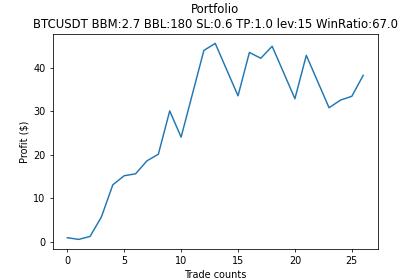 Portfolio
BTCUSDT BBM:2.7 BBL:180 SL:0.6 TP:1.0 lev:15 WinRatio:67.0
40
30
20
10
0
Profit ($)
0 5 10 15 20 25
Trade counts